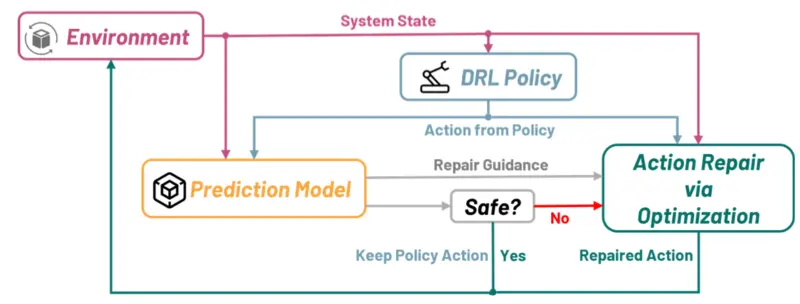 System State
Environment
DRL Policy
Action from Policy
Prediction Model
Repair Guidance
Action Repair
via
Optimization
Safe?
No
Keep Policy Action
Yes
Repaired Action